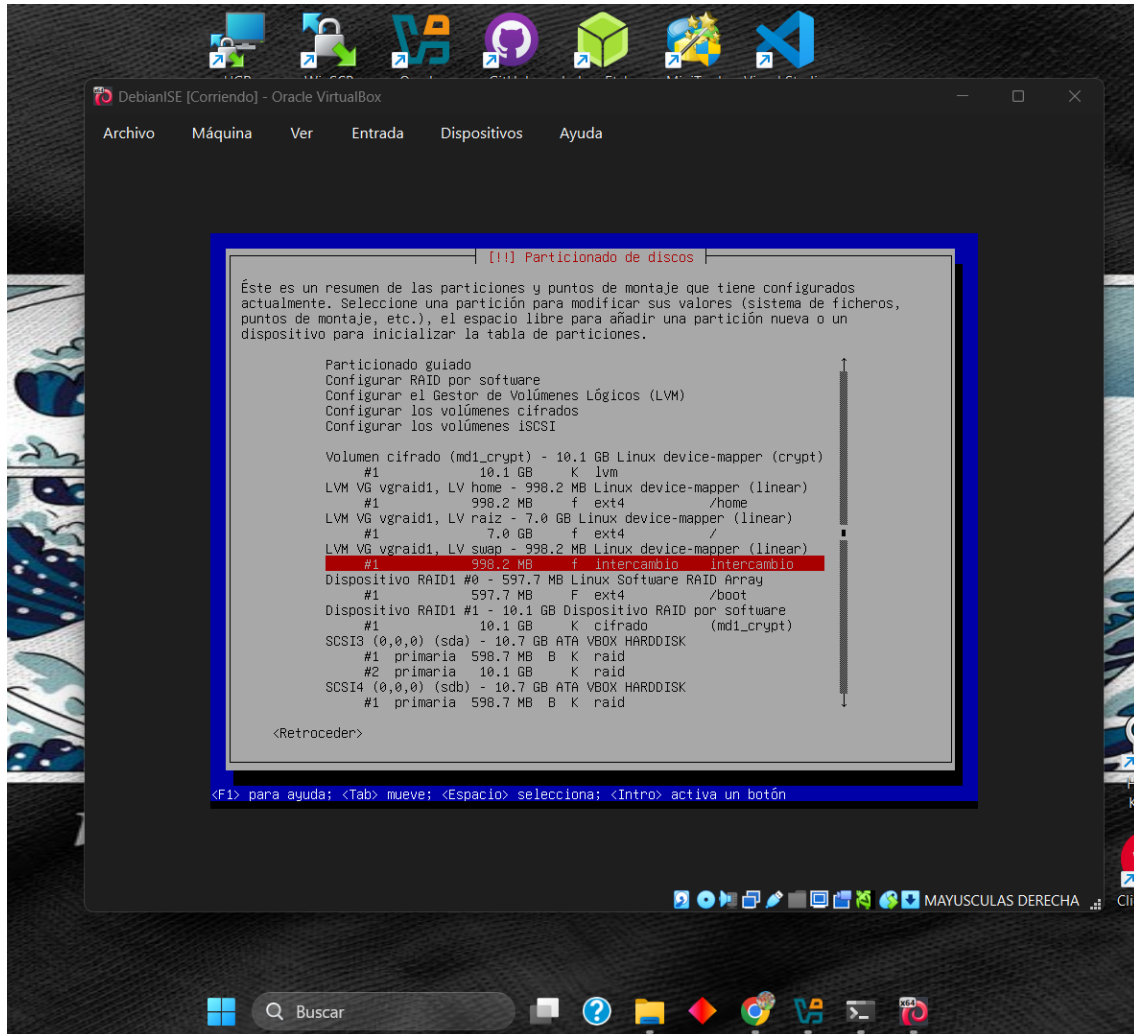 DebianISE [Corriendo] - Oracle VirtualBox
Archivo Máquina Ver Entrada Dispositivos Ayuda
[!!] Particionado de discos
Éste es un resumen de las particiones y puntos de montaje que tiene configurados
actualmente. Seleccione una partición para modificar sus valores (sistema de ficheros,
puntos de montaje, etc.), el espacio libre para añadir una partición nueva o un
dispositivo para inicializar la tabla de particiones.
Particionado guiado
Configurar RAID por software
Configurar el Gestor de Volúmenes Lógicos (LVM)
Configurar los volúmenes cifrados
Configurar los volúmenes iSCSI
Volumen cifrado (md1_crypt) - 10.1 GB Linux device-mapper (crypt)
#1 10.1 GB K lvm
LVM VG vgraid1, LV home - 998.2 MB Linux device-mapper (linear)
#1 998.2 MB f ext4 /home
LVM VG vgraid1, LV raiz - 7.0 GB Linux device-mapper (linear)
#1 7.0 GB f ext4 /
LVM VG vgraid1, LV swap - 998.2 MB Linux device-mapper (linear)
#1 998.2 MB f intercambio intercambio
Dispositivo RAID1 #0 - 597.7 MB Linux Software RAID Array
#1 597.7 MB F ext4 /boot
Dispositivo RAID1 #1 - 10.1 GB Dispositivo RAID por software
#1 10.1 GB K cifrado (md1_crypt)
SCSI3 (0,0,0) (sda) - 10.7 GB ATA VBOX HARDDISK
#1 primaria 598.7 MB B K raid
#2 primaria 10.1 GB K raid
SCSI4 (0,0,0) (sdb) - 10.7 GB ATA VBOX HARDDISK
#1 primaria 598.7 MB B K raid
<Retroceder>
<F1> para ayuda; <Tab> mueve; <Espacio> selecciona; <Intro> activa un botón
MAYUSCULAS DERECHA
Buscar